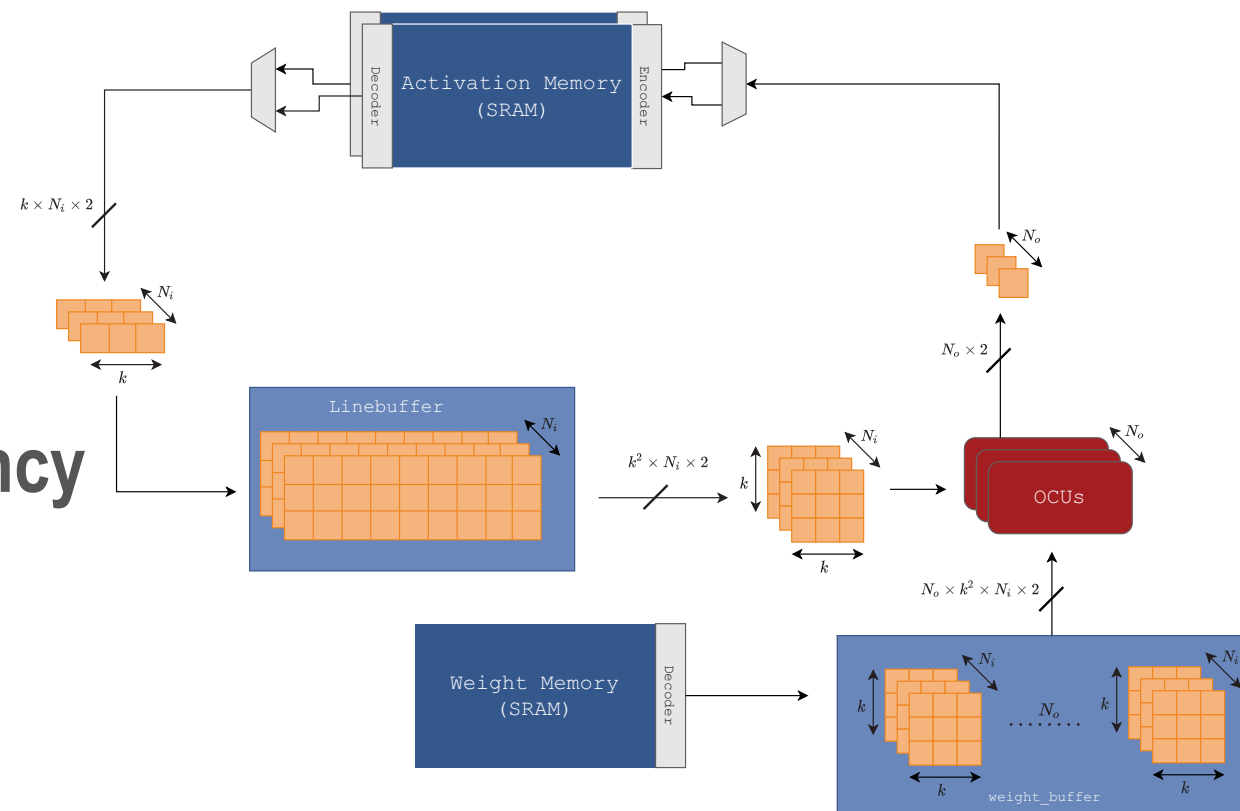 Decoder
Activation Memory
(SRAM)
Encoder
k × N_i × 2
N_i
k
N_o
N_o × 2
ncy
Linebuffer
N_i
k² × N_i × 2
N_i
k
k
N_o
OCUs
N_o × k² × N_i × 2
Weight Memory
(SRAM)
Decoder
N_i
k
k
N_o
........
N_i
k
k
weight_buffer